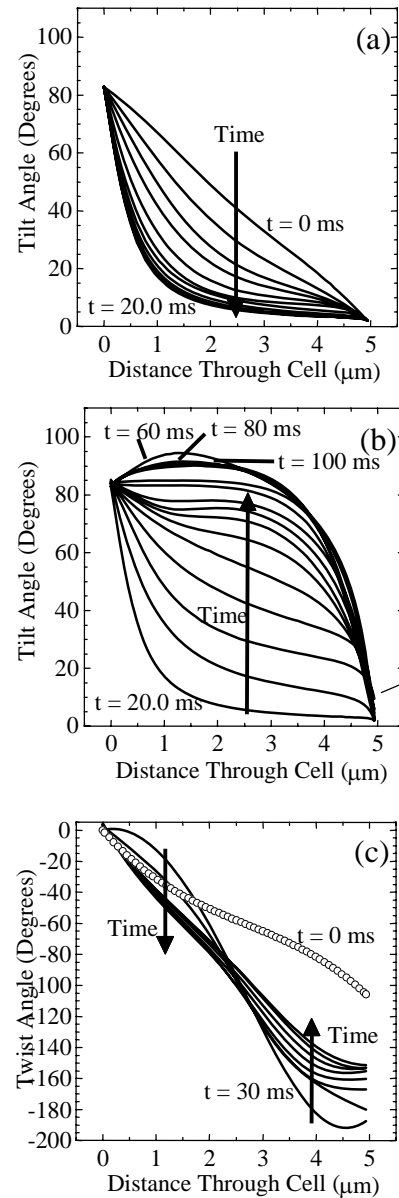 (a)
Tilt Angle (Degrees)
100
80
60
40
20
0
Time
t = 0 ms
t = 20.0 ms
0 1 2 3 4 5
Distance Through Cell (μm)
(b)
Tilt Angle (Degrees)
100
80
60
40
20
0
t = 60 ms
t = 80 ms
t = 100 ms
Time
t = 20.0 ms
0 1 2 3 4 5
Distance Through Cell (μm)
(c)
Twist Angle (Degrees)
0
-20
-40
-60
-80
-100
-120
-140
-160
-180
-200
Time
t = 0 ms
Time
t = 30 ms
0 1 2 3 4 5
Distance Through Cell (μm)